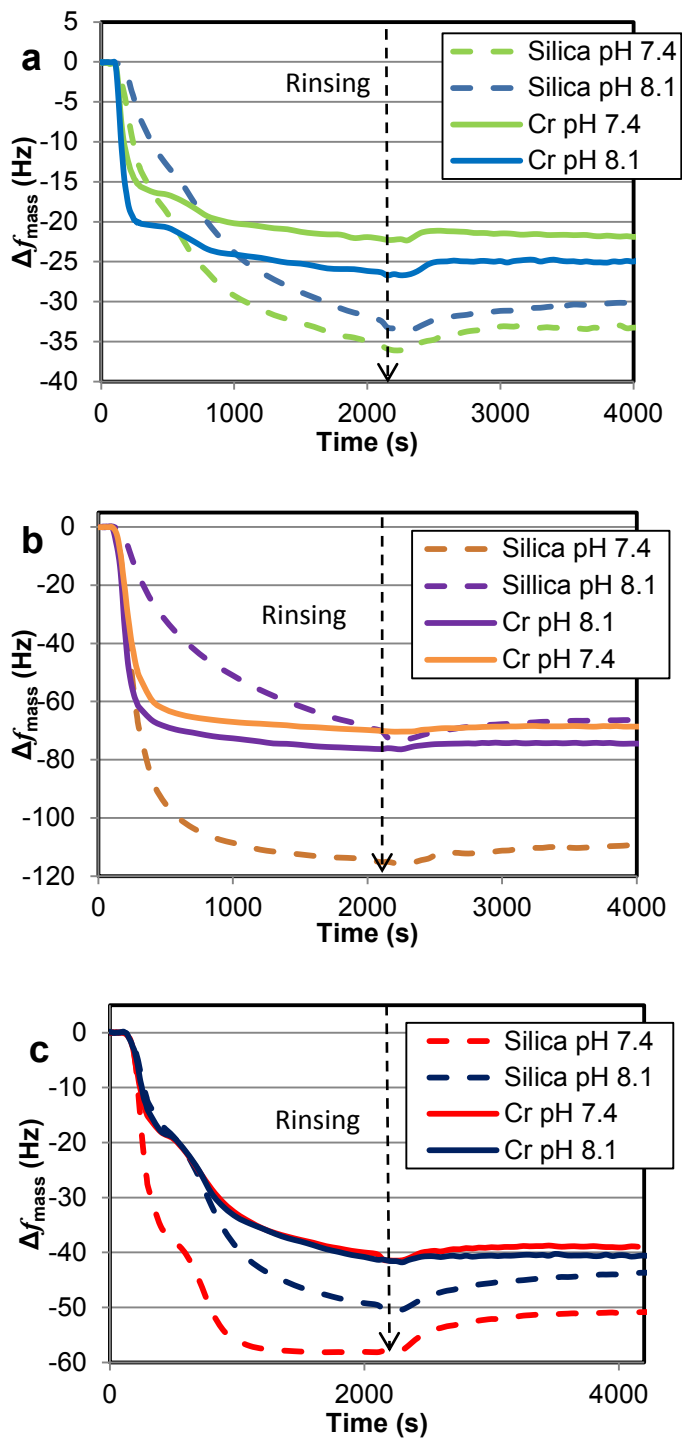 5
a
0
-5
-10
-15
-20
-25
-30
-35
-40
Δfmass (Hz)
Rinsing
Silica pH 7.4
Silica pH 8.1
Cr pH 7.4
Cr pH 8.1
0 1000 2000 3000 4000
Time (s)
b
0
-20
-40
-60
-80
-100
-120
Δfmass (Hz)
Rinsing
Silica pH 7.4
Sillica pH 8.1
Cr pH 8.1
Cr pH 7.4
0 1000 2000 3000 4000
Time (s)
c
0
-10
-20
-30
-40
-50
-60
Δfmass (Hz)
Rinsing
Silica pH 7.4
Silica pH 8.1
Cr pH 7.4
Cr pH 8.1
0 2000 4000
Time (s)